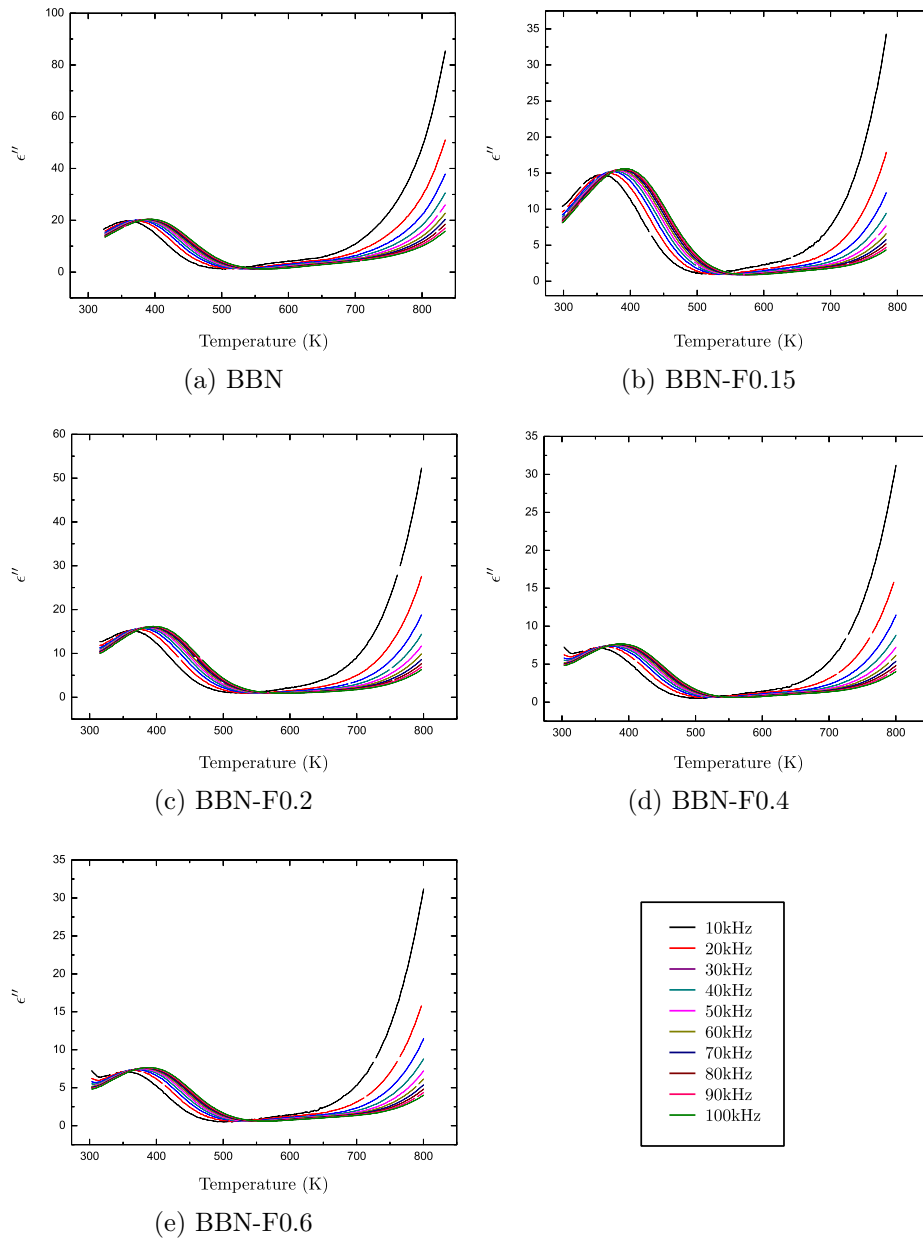 100
80
60
40
20
0
ϵ′′
300 400 500 600 700 800
Temperature (K)
(a) BBN
35
30
25
20
15
10
5
0
ϵ′′
300 400 500 600 700 800
Temperature (K)
(b) BBN-F0.15
60
50
40
30
20
10
0
ϵ′′
300 400 500 600 700 800
Temperature (K)
(c) BBN-F0.2
35
30
25
20
15
10
5
0
ϵ′′
300 400 500 600 700 800
Temperature (K)
(d) BBN-F0.4
35
30
25
20
15
10
5
0
ϵ′′
300 400 500 600 700 800
Temperature (K)
(e) BBN-F0.6
10kHz
20kHz
30kHz
40kHz
50kHz
60kHz
70kHz
80kHz
90kHz
100kHz